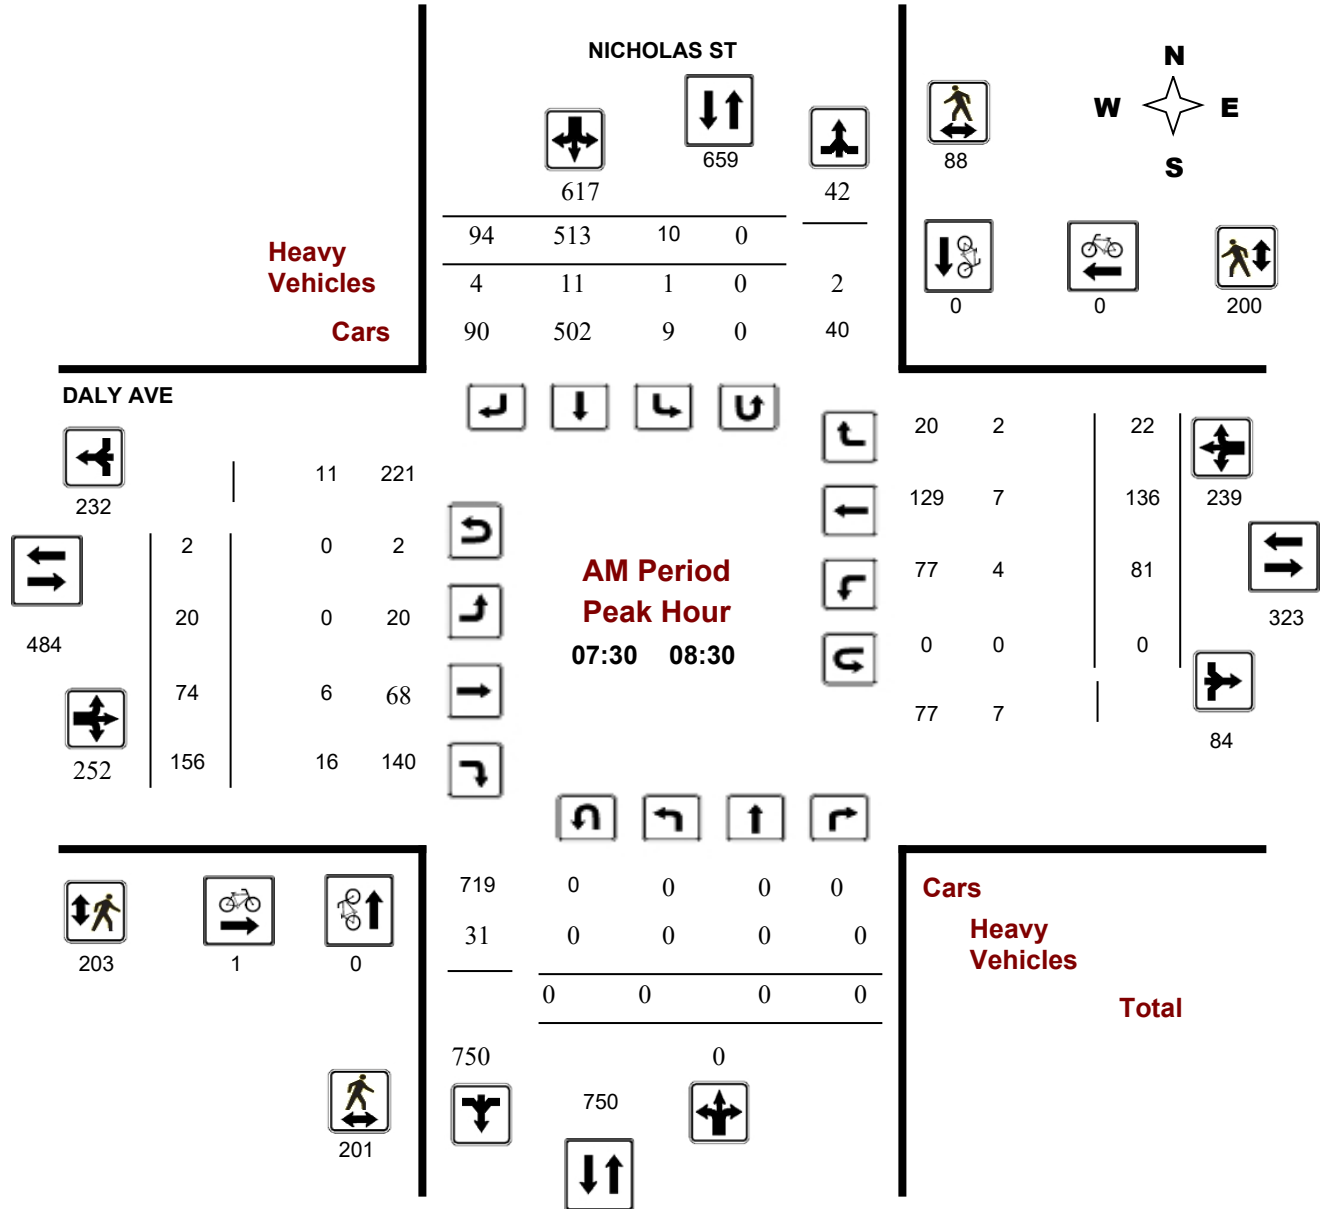 NICHOLAS ST
N
W E
S
659
88
617 42
94 513 10 0
Heavy
Vehicles
4 11 1 0 2
Cars
90 502 9 0 40
0 0 200
DALY AVE
232
11 221
484
2 0 2
20 0 20
74 6 68
252
156 16 140
AM Period
Peak Hour
07:30 08:30
20 2 22
129 7 136
239
77 4 81
323
0 0 0
77 7
84
203 1 0
719 0 0 0 0
31 0 0 0 0
0 0 0 0
Cars
Heavy
Vehicles
Total
750 0
750
201